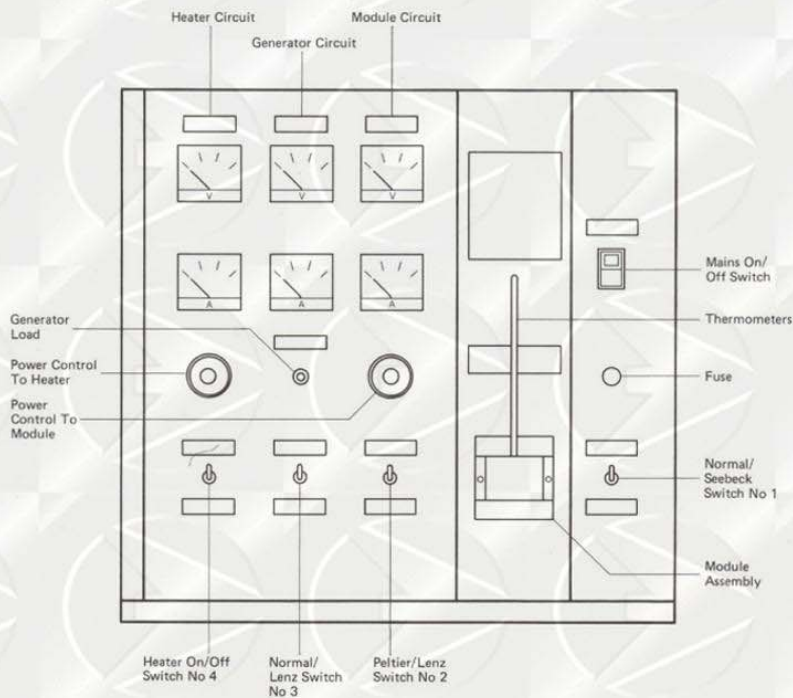 Heater Circuit
Module Circuit
Generator Circuit
V
V
V
A
A
A
Mains On/
Off Switch
Generator
Load
Thermometers
Power Control
To Heater
Fuse
Power
Control To
Module
Normal/
Seebeck
Switch No 1
Module
Assembly
Heater On/Off
Switch No 4
Normal/
Lenz Switch
No 3
Peltier/Lenz
Switch No 2